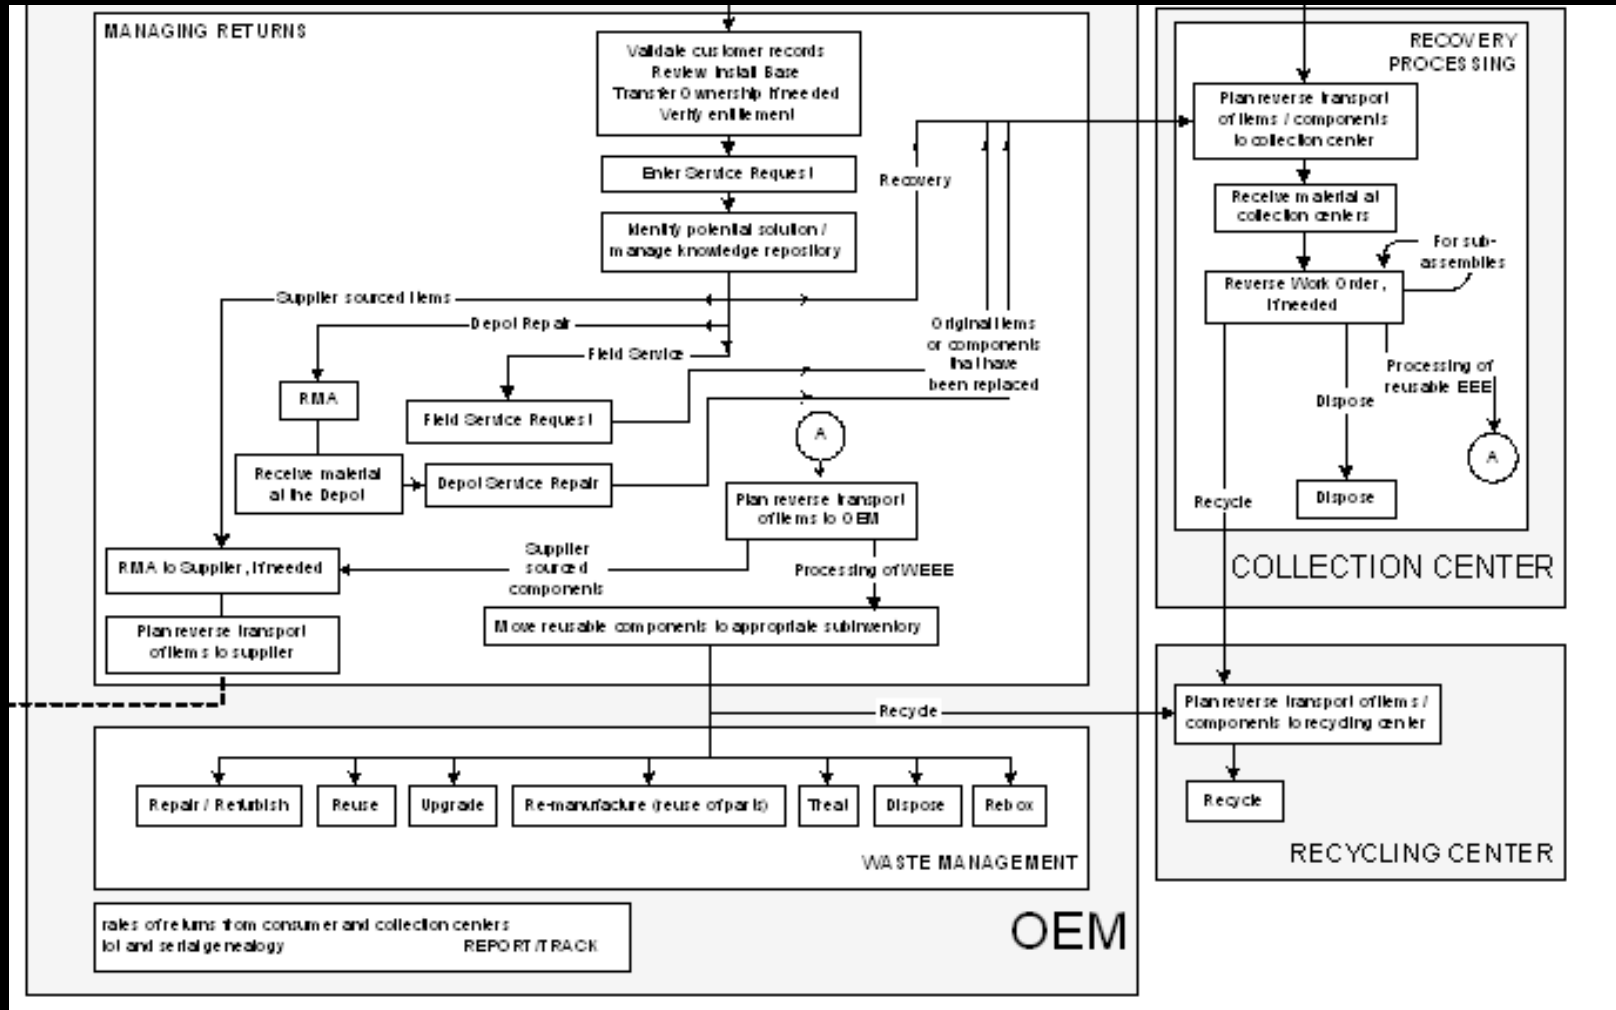 MANAGING RETURNS
Validate customer records
Review Install Base
Transfer Ownership if needed
Verify entitlement
Enter Service Request
Identify potential solution /
manage knowledge repository
Recovery
Supplier sourced items
Depot Repair
Field Service
Original items
or components
that have
been replaced
RMA
Field Service Request
A
Receive material
at the Depot
Depot Service Repair
Plan reverse transport
of items to OEM
RMA to Supplier, if needed
Supplier
sourced
components
Processing of WEEE
Plan reverse transport
of items to supplier
Move reusable components to appropriate subinventory
Recycle
Repair / Refurbish
Reuse
Upgrade
Re-manufacture (reuse of parts)
Treat
Dispose
Rebox
WASTE MANAGEMENT
rates of returns from consumer and collection centers
lot and serial genealogy
REPORT/TRACK
OEM
RECOVERY
PROCESSING
Plan reverse transport
of items / components
to collection center
Receive material at
collection centers
For sub-
assemblies
Reverse Work Order,
if needed
Processing of
reusable EEE
Dispose
A
Recycle
Dispose
COLLECTION CENTER
Plan reverse transport of items /
components to recycling center
Recycle
RECYCLING CENTER